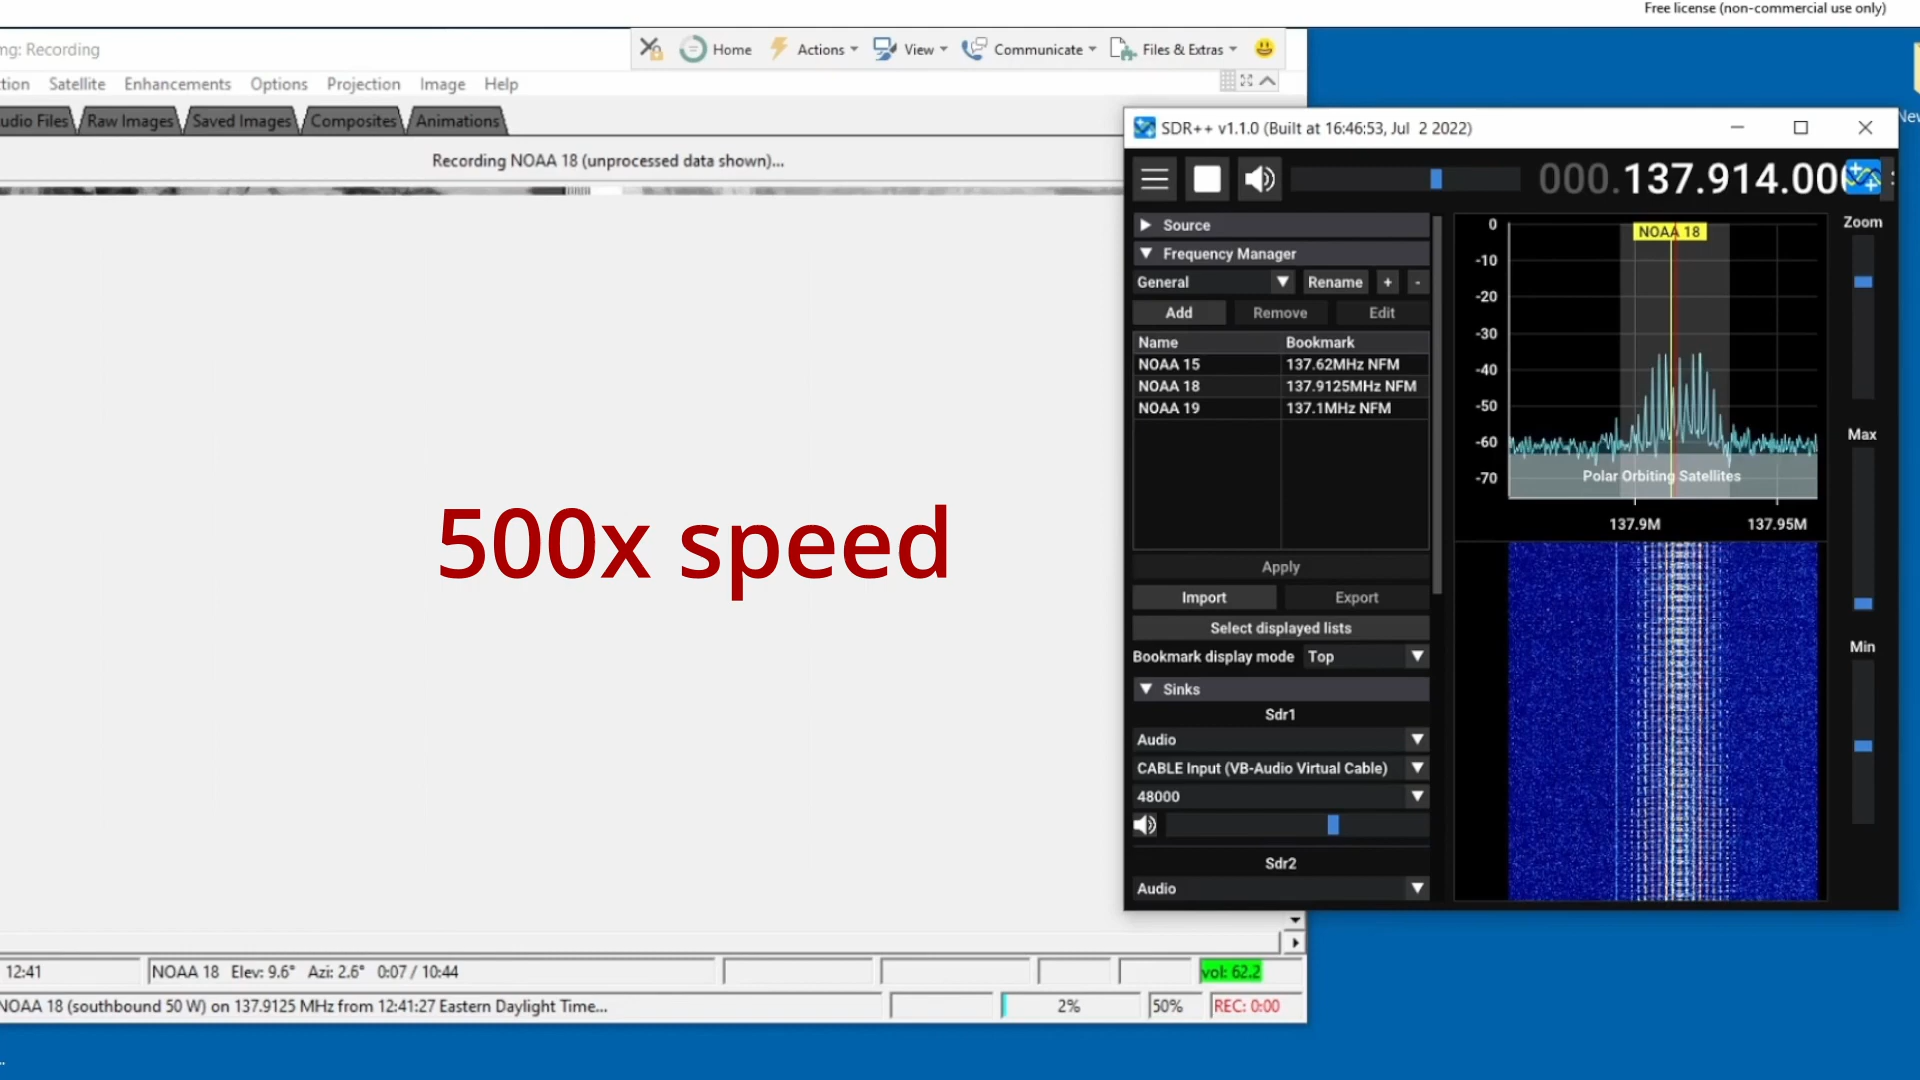 Free license (non-commercial use only)
ng: Recording
Home Actions View Communicate Files & Extras
tion Satellite Enhancements Options Projection Image Help
udio Files Raw Images Saved Images Composites Animations
Recording NOAA 18 (unprocessed data shown)...
500x speed
12:41 NOAA 18 Elev: 9.6° Azi: 2.6° 0:07 / 10:44 vol: 62.2
NOAA 18 (southbound 50 W) on 137.9125 MHz from 12:41:27 Eastern Daylight Time... 2% 50% REC: 0:00
SDR++ v1.1.0 (Built at 16:46:53, Jul 2 2022)
000.137.914.00
Source
Frequency Manager
General Rename + -
Add Remove Edit
Name Bookmark
NOAA 15 137.62MHz NFM
NOAA 18 137.9125MHz NFM
NOAA 19 137.1MHz NFM
Apply
Import Export
Select displayed lists
Bookmark display mode Top
Sinks
Sdr1
Audio
CABLE Input (VB-Audio Virtual Cable)
48000
Sdr2
Audio
NOAA 18
0
-10
-20
-30
-40
-50
-60
-70
Polar Orbiting Satellites
137.9M 137.95M
Zoom
Max
Min
New